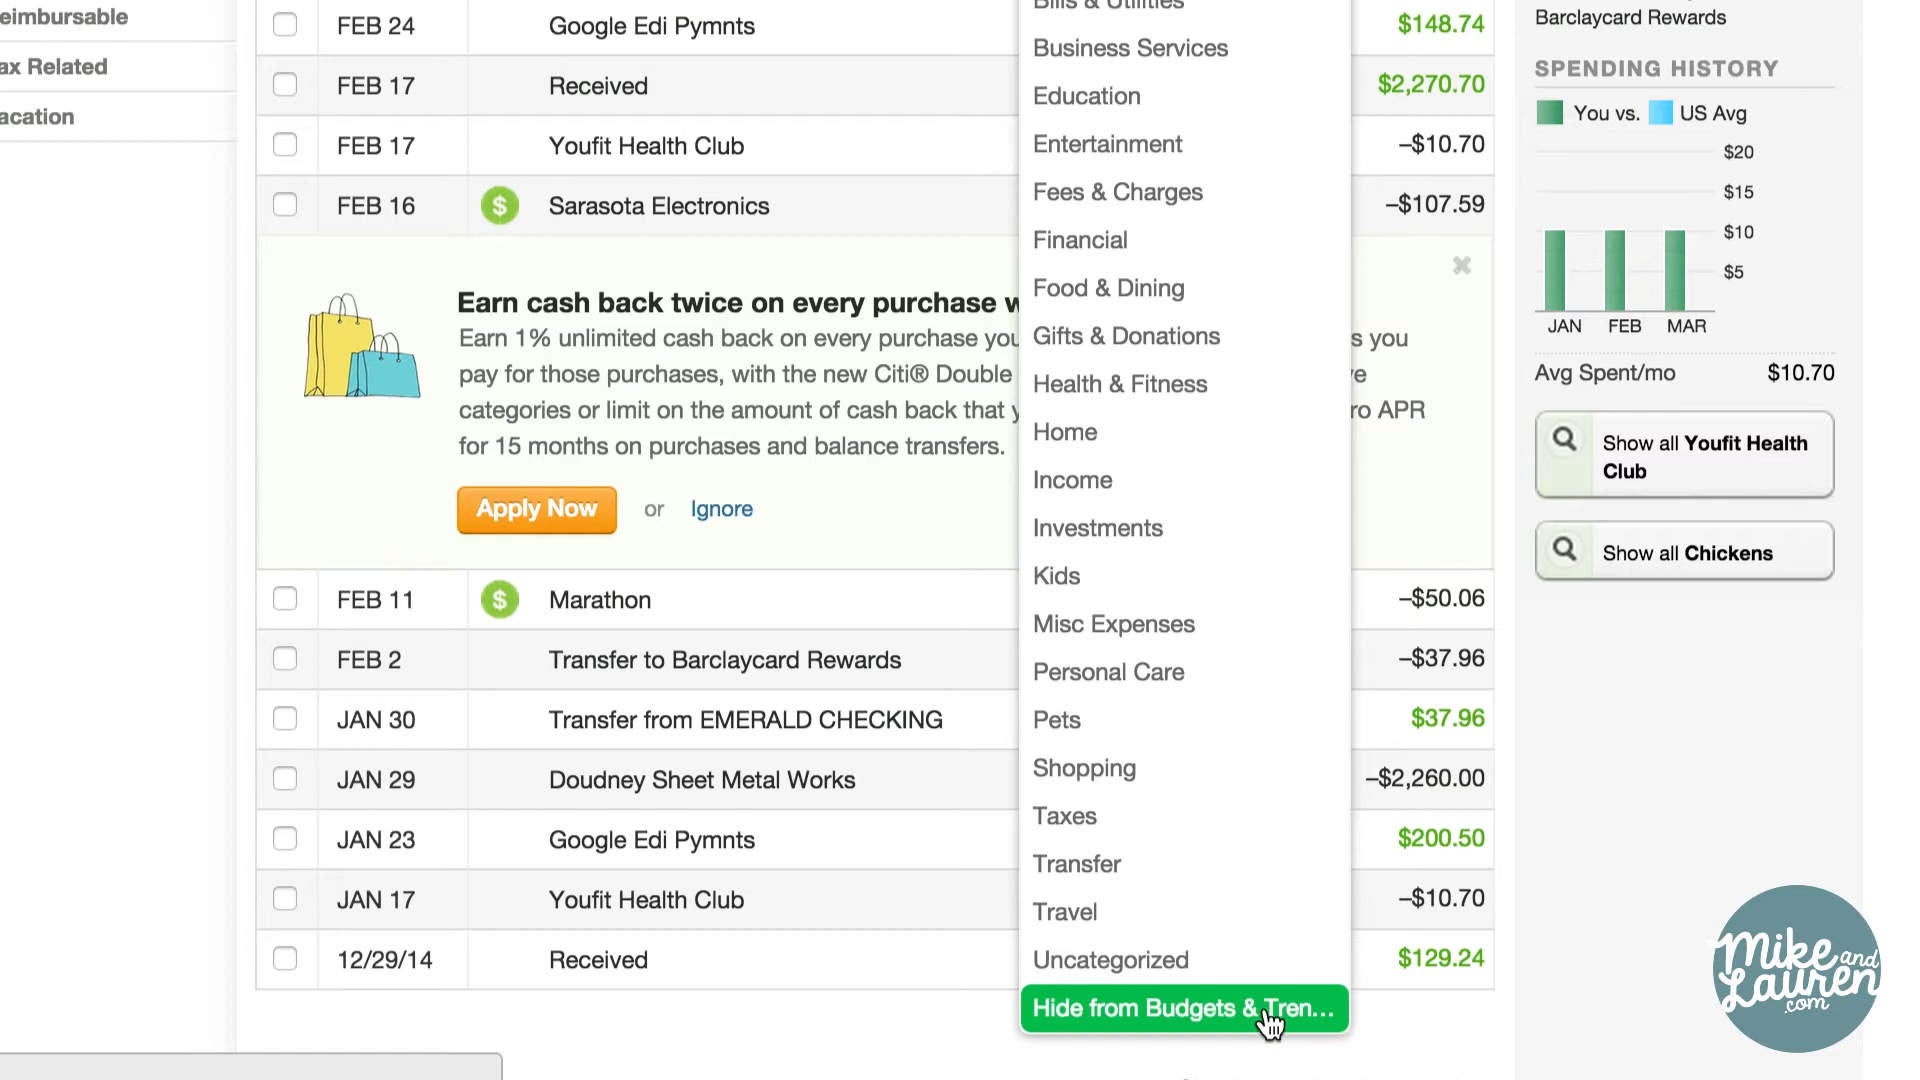 eimbursable
ax Related
acation
FEB 24 Google Edi Pymnts $148.74
FEB 17 Received $2,270.70
FEB 17 Youfit Health Club –$10.70
FEB 16 $ Sarasota Electronics –$107.59
Earn cash back twice on every purchase w
Earn 1% unlimited cash back on every purchase you
s you
pay for those purchases, with the new Citi® Double
categories or limit on the amount of cash back that y
ro APR
for 15 months on purchases and balance transfers.
Apply Now or Ignore
FEB 11 $ Marathon –$50.06
FEB 2 Transfer to Barclaycard Rewards –$37.96
JAN 30 Transfer from EMERALD CHECKING $37.96
JAN 29 Doudney Sheet Metal Works –$2,260.00
JAN 23 Google Edi Pymnts $200.50
JAN 17 Youfit Health Club –$10.70
12/29/14 Received $129.24
Bills & Utilities
Business Services
Education
Entertainment
Fees & Charges
Financial
Food & Dining
Gifts & Donations
Health & Fitness
Home
Income
Investments
Kids
Misc Expenses
Personal Care
Pets
Shopping
Taxes
Transfer
Travel
Uncategorized
Hide from Budgets & Tren...
Barclaycard Rewards
SPENDING HISTORY
You vs. US Avg
$20
$15
$10
$5
JAN FEB MAR
Avg Spent/mo $10.70
Show all Youfit Health
Club
Show all Chickens
Mike and
Lauren
.com